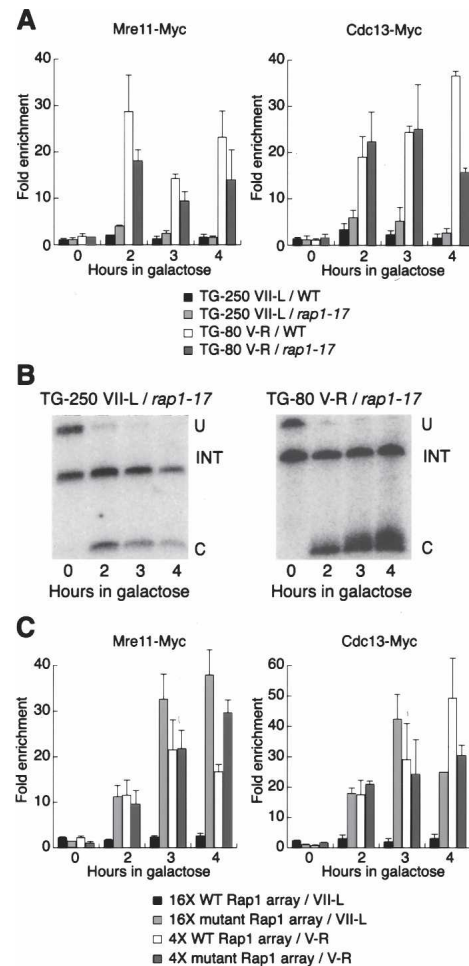 A
Mre11-Myc
Cdc13-Myc
Fold enrichment
40
30
20
10
0
0 2 3 4
Hours in galactose
Fold enrichment
40
30
20
10
0
0 2 3 4
Hours in galactose
TG-250 VII-L / WT
TG-250 VII-L / rap1-17
TG-80 V-R / WT
TG-80 V-R / rap1-17
B
TG-250 VII-L / rap1-17
TG-80 V-R / rap1-17
U
INT
C
0 2 3 4
Hours in galactose
U
INT
C
0 2 3 4
Hours in galactose
C
Mre11-Myc
Cdc13-Myc
Fold enrichment
40
30
20
10
0
0 2 3 4
Hours in galactose
Fold enrichment
60
50
40
30
20
10
0
0 2 3 4
Hours in galactose
16X WT Rap1 array / VII-L
16X mutant Rap1 array / VII-L
4X WT Rap1 array / V-R
4X mutant Rap1 array / V-R